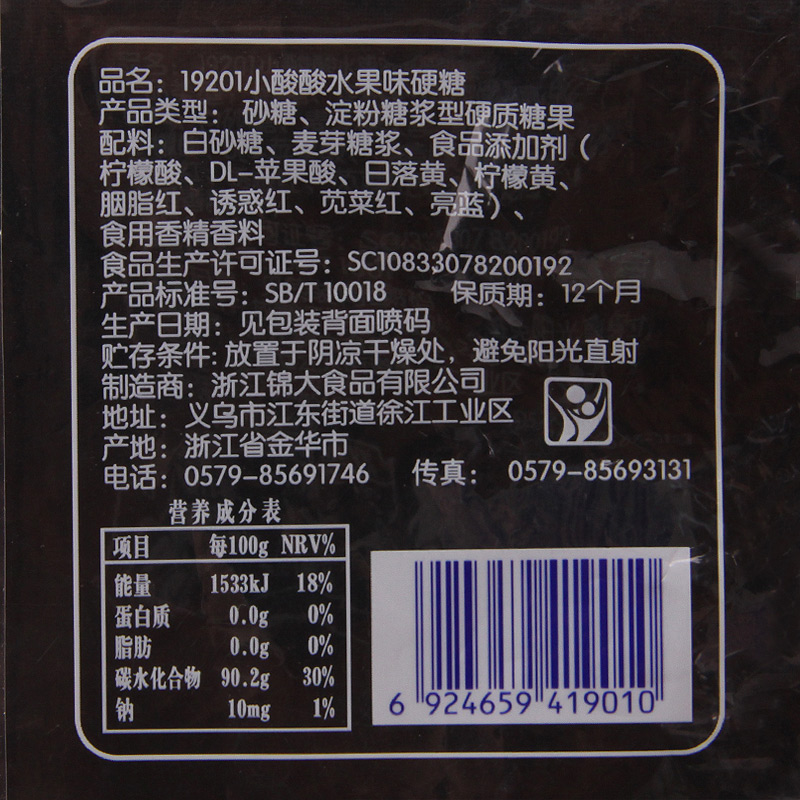 品名：19201小酸酸水果味硬糖
产品类型：砂糖、淀粉糖浆型硬质糖果
配料：白砂糖、麦芽糖浆、食品添加剂（
柠檬酸、DL-苹果酸、日落黄、柠檬黄、
胭脂红、诱惑红、苋菜红、亮蓝）、
食用香精香料
食品生产许可证号：SC10833078200192
产品标准号：SB/T 10018 保质期：12个月
生产日期：见包装背面喷码
贮存条件：放置于阴凉干燥处，避免阳光直射
制造商：浙江锦大食品有限公司
地址：义乌市江东街道徐江工业区
产地：浙江省金华市
电话：0579-85691746 传真：0579-85693131
营养成分表
项目 每100g NRV%
能量 1533kJ 18%
蛋白质 0.0g 0%
脂肪 0.0g 0%
碳水化合物 90.2g 30%
钠 10mg 1%
6 924659 419010